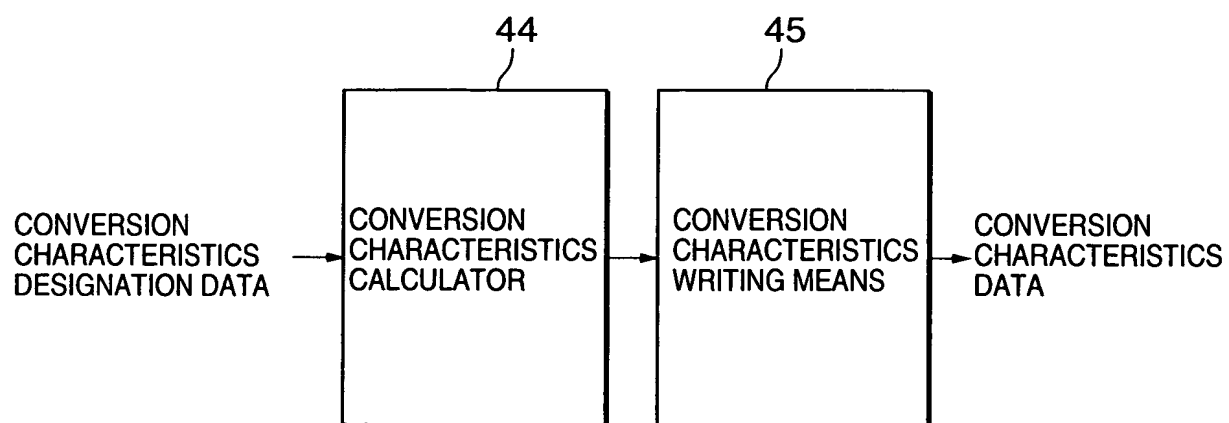 44
45
CONVERSION
CHARACTERISTICS
DESIGNATION DATA
CONVERSION
CHARACTERISTICS
CALCULATOR
CONVERSION
CHARACTERISTICS
WRITING MEANS
CONVERSION
CHARACTERISTICS
DATA